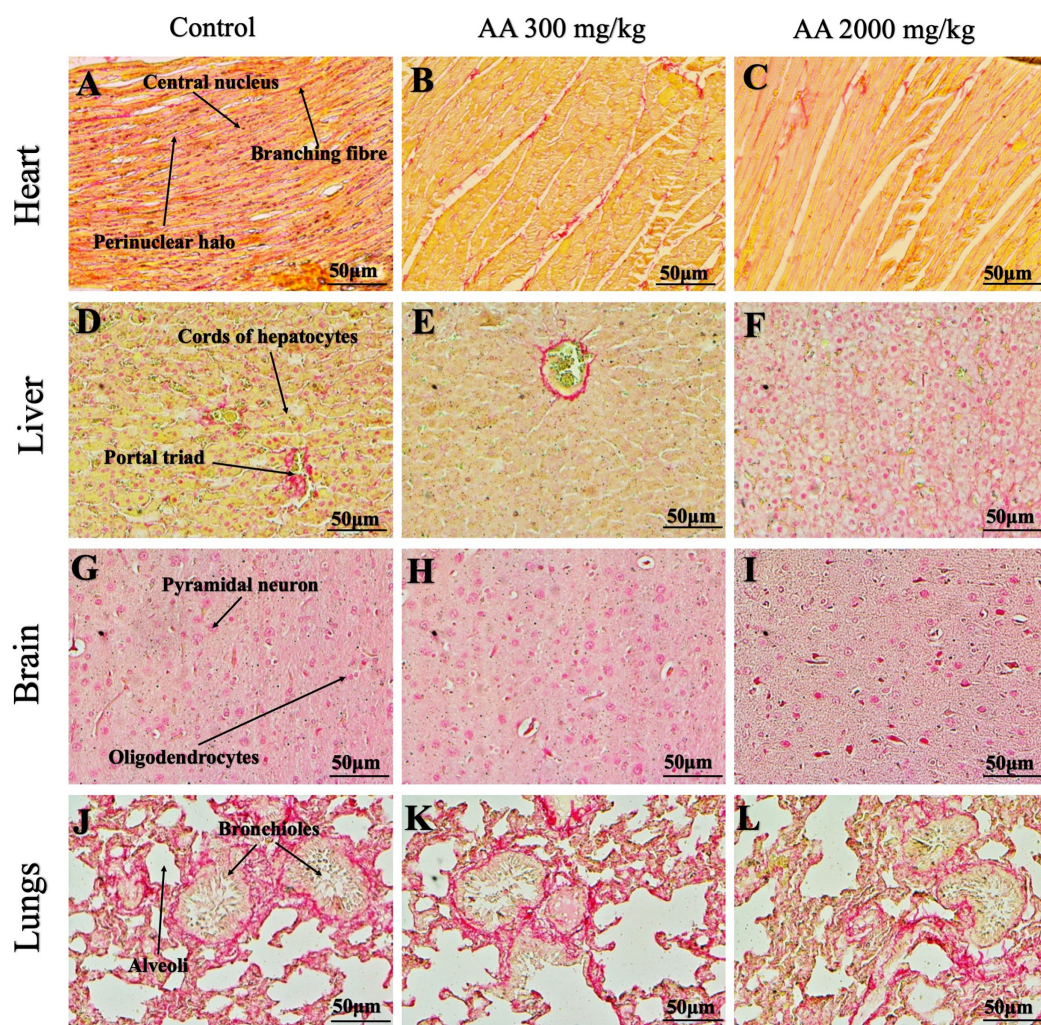 Control
AA 300 mg/kg
AA 2000 mg/kg
Heart
A
Central nucleus
Branching fibre
Perinuclear halo
50μm
B
50μm
C
50μm
Liver
D
Cords of hepatocytes
Portal triad
50μm
E
50μm
F
50μm
Brain
G
Pyramidal neuron
Oligodendrocytes
50μm
H
50μm
I
50μm
Lungs
J
Bronchioles
Alveoli
50μm
K
50μm
L
50μm